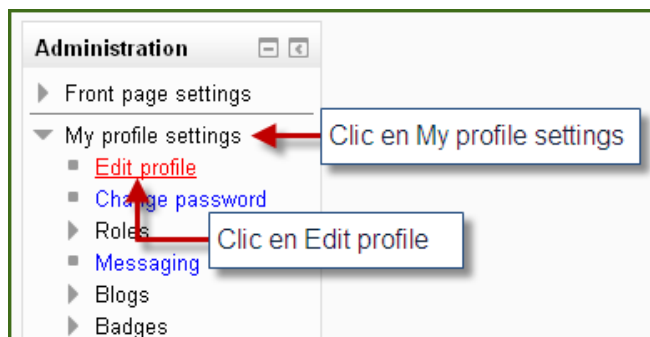 Administration
Front page settings
My profile settings
Clic en My profile settings
Edit profile
Change password
Roles
Clic en Edit profile
Messaging
Blogs
Badges